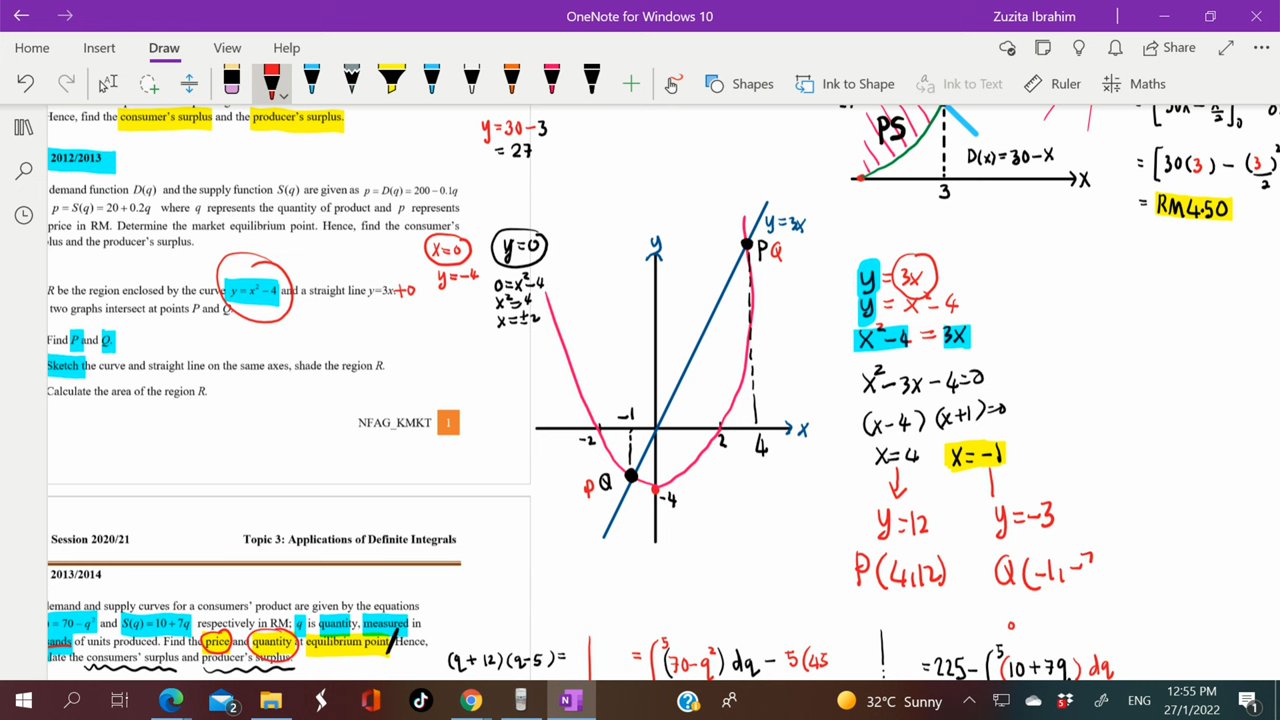 OneNote for Windows 10
Zuzita Ibrahim
Home Insert Draw View Help
Share
Shapes
Ink to Shape
Ink to Text
Ruler
Maths
Hence, find the consumer's surplus and the producer's surplus.
2012/2013
demand function D(q) and the supply function S(q) are given as p = D(q) = 200 − 0.1q
p = S(q) = 20 + 0.2q where q represents the quantity of product and p represents
price in RM. Determine the market equilibrium point. Hence, find the consumer's
lus and the producer's surplus.
R be the region enclosed by the curve y = x² − 4 and a straight line y=3x+0
two graphs intersect at points P and Q.
Find P and Q.
Sketch the curve and straight line on the same axes, shade the region R.
Calculate the area of the region R.
NFAG_KMKT 1
Session 2020/21 Topic 3: Applications of Definite Integrals
2013/2014
demand and supply curves for a consumers' product are given by the equations
= 70 − q² and S(q) = 10 + 7q respectively in RM; q is quantity, measured in
sands of units produced. Find the price and quantity at equilibrium point. Hence,
late the consumers' surplus and producer's surplus.
y = 30 − 3
= 27
x=0
y=−4
y=0
0=x²−4
x²=4
x=±2
y
y=3x
P Q
−1
−2
2
4
x
P Q
−4
PS
D(x)=30−x
3
x
= [30(3) − (3)²
2
= RM4.50
y = 3x
y = x² − 4
x² − 4 = 3x
x² − 3x − 4 = 0
(x−4) (x+1) = 0
x = 4 x = −1
y = 12 y = −3
P(4,12) Q(−1,−
(q+12)(q−5)=
= ∫⁵(70−q²) dq − 5(45
0
= 225 − ∫⁵(10+7q) dq
32°C Sunny
ENG
12:55 PM
27/1/2022